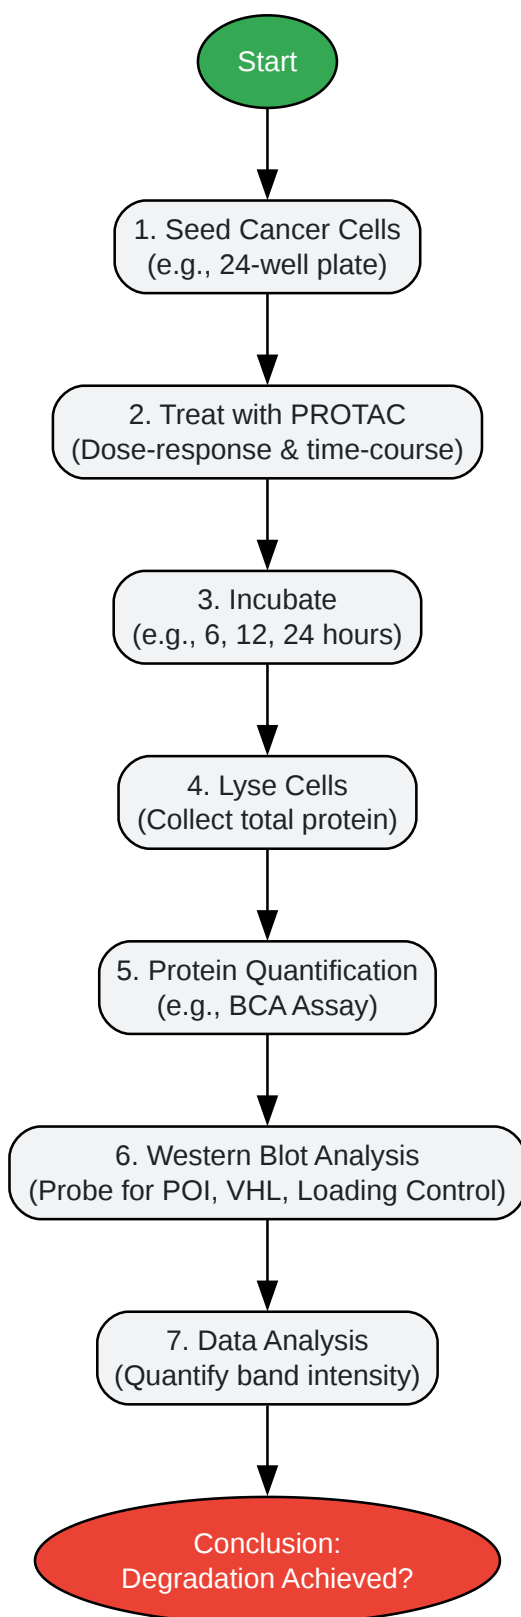 Start
1. Seed Cancer Cells
(e.g., 24-well plate)
2. Treat with PROTAC
(Dose-response & time-course)
3. Incubate
(e.g., 6, 12, 24 hours)
4. Lyse Cells
(Collect total protein)
5. Protein Quantification
(e.g., BCA Assay)
6. Western Blot Analysis
(Probe for POI, VHL, Loading Control)
7. Data Analysis
(Quantify band intensity)
Conclusion:
Degradation Achieved?